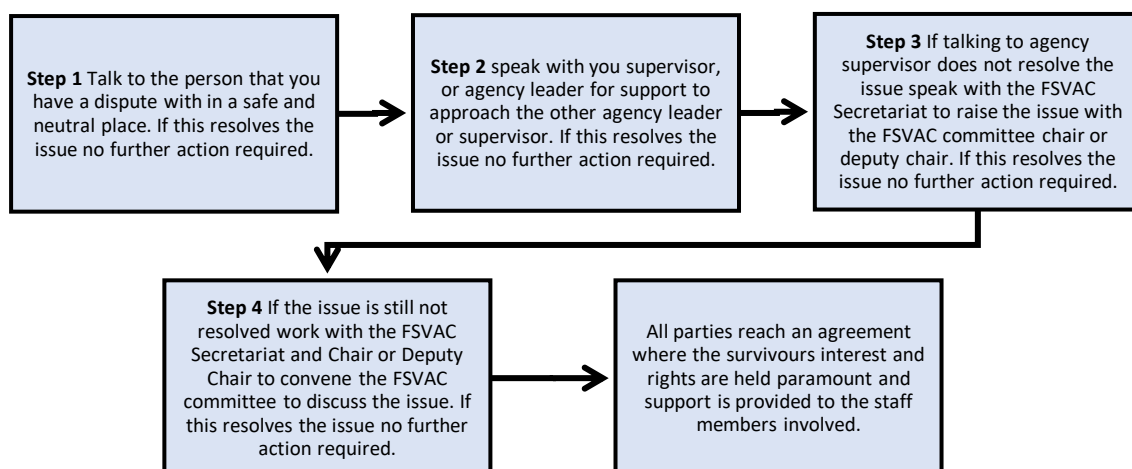 Step 1 Talk to the person that you
have a dispute with in a safe and
neutral place. If this resolves the
issue no further action required.
Step 2 speak with you supervisor,
or agency leader for support to
approach the other agency leader
or supervisor. If this resolves the
issue no further action required.
Step 3 If talking to agency
supervisor does not resolve the
issue speak with the FSVAC
Secretariat to raise the issue with
the FSVAC committee chair or
deputy chair. If this resolves the
issue no further action required.
Step 4 If the issue is still not
resolved work with the FSVAC
Secretariat and Chair or Deputy
Chair to convene the FSVAC
committee to discuss the issue. If
this resolves the issue no further
action required.
All parties reach an agreement
where the survivours interest and
rights are held paramount and
support is provided to the staff
members involved.